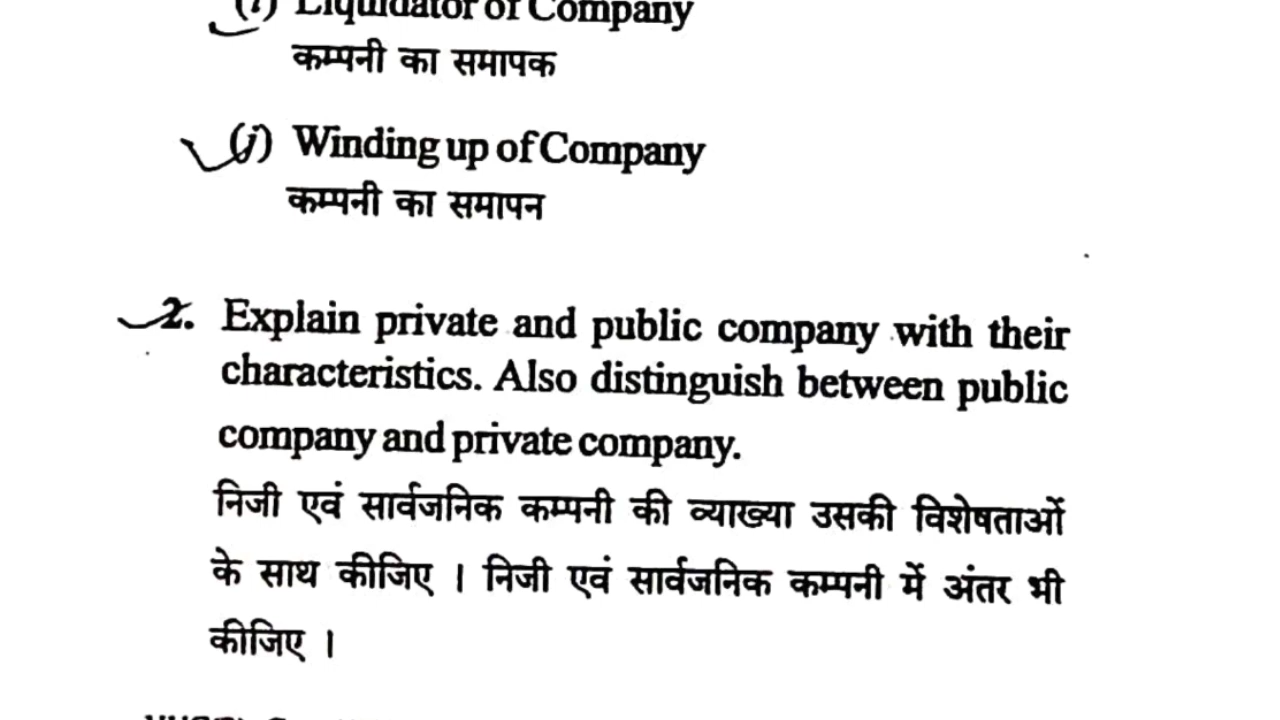 (i) Liquidator of Company
कम्पनी का समापक
(j) Winding up of Company
कम्पनी का समापन
2. Explain private and public company with their
characteristics. Also distinguish between public
company and private company.
निजी एवं सार्वजनिक कम्पनी की व्याख्या उसकी विशेषताओं
के साथ कीजिए । निजी एवं सार्वजनिक कम्पनी में अंतर भी
कीजिए ।